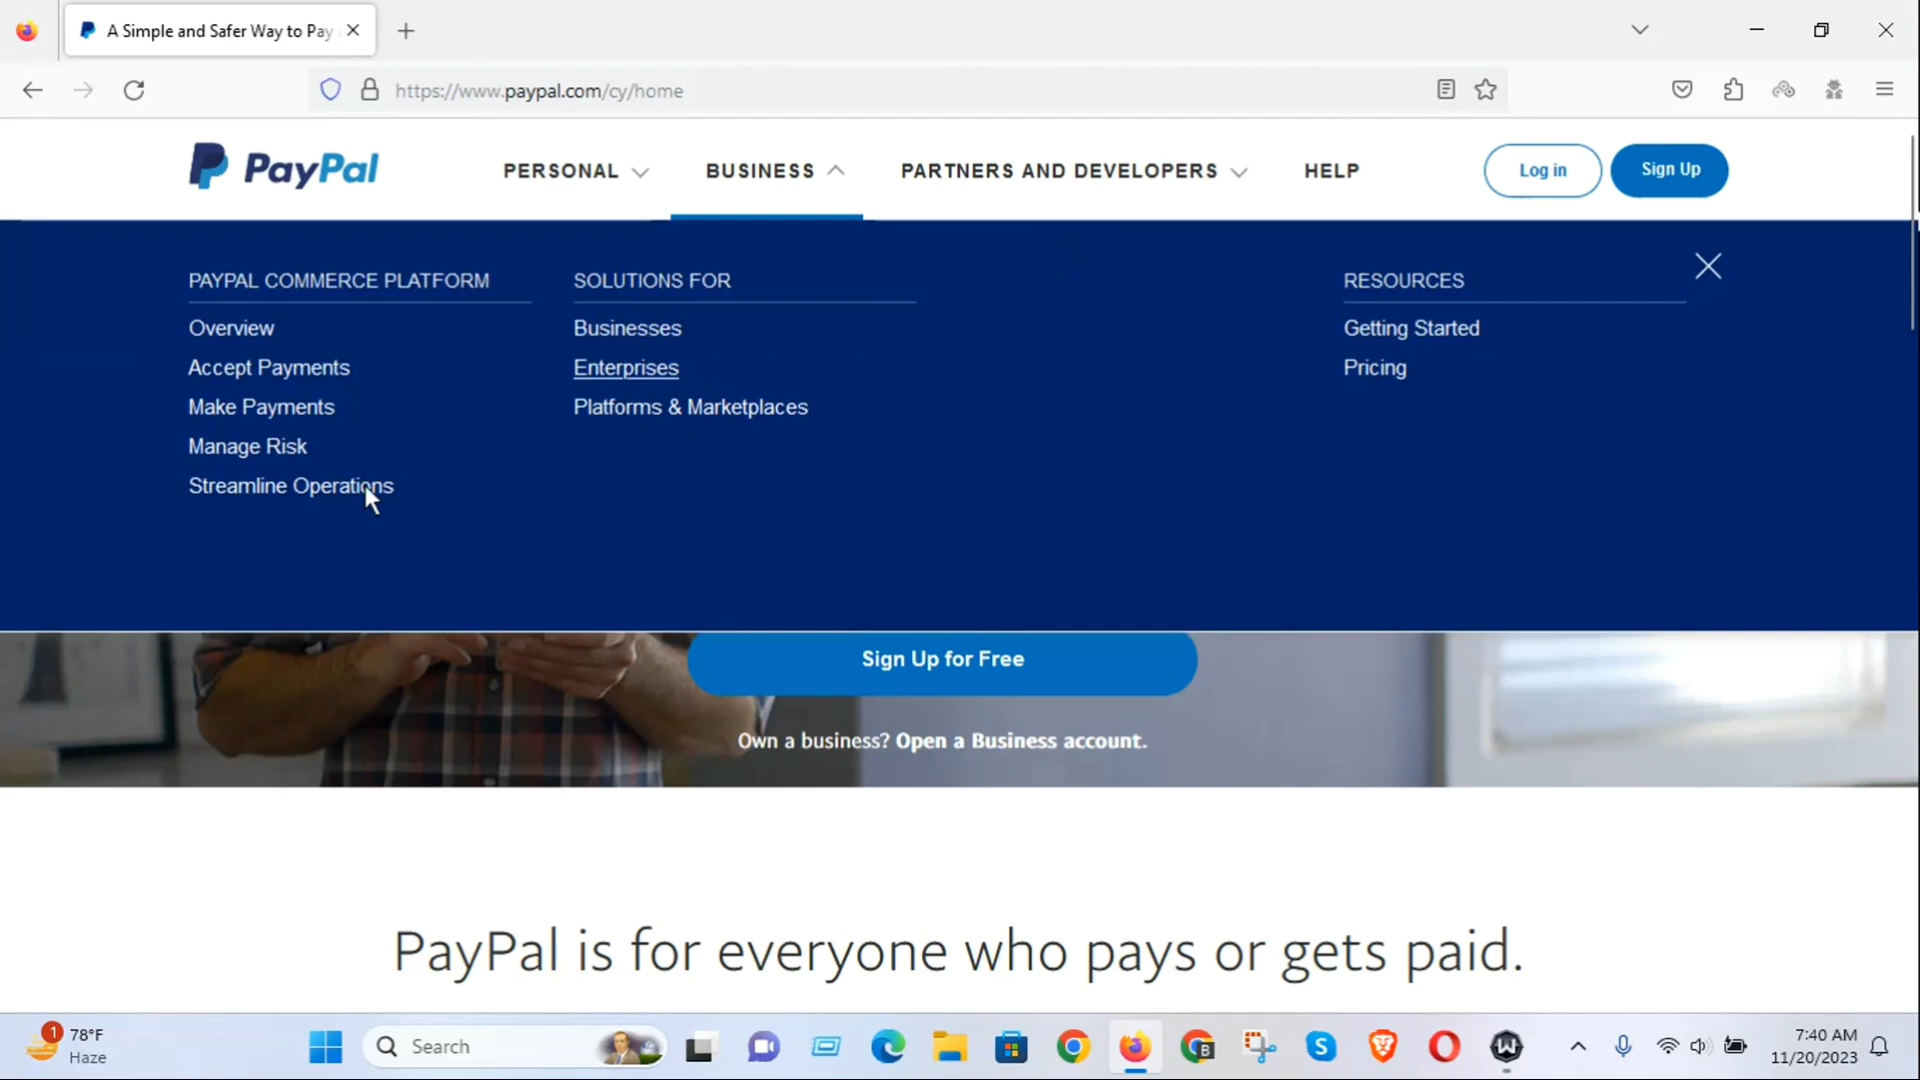 A Simple and Safer Way to Pay
https://www.paypal.com/cy/home
PayPal
PERSONAL
BUSINESS
PARTNERS AND DEVELOPERS
HELP
Log in
Sign Up
PAYPAL COMMERCE PLATFORM
Overview
Accept Payments
Make Payments
Manage Risk
Streamline Operations
SOLUTIONS FOR
Businesses
Enterprises
Platforms & Marketplaces
RESOURCES
Getting Started
Pricing
Sign Up for Free
Own a business? Open a Business account.
PayPal is for everyone who pays or gets paid.
1
78°F
Haze
Search
B
7:40 AM
11/20/2023